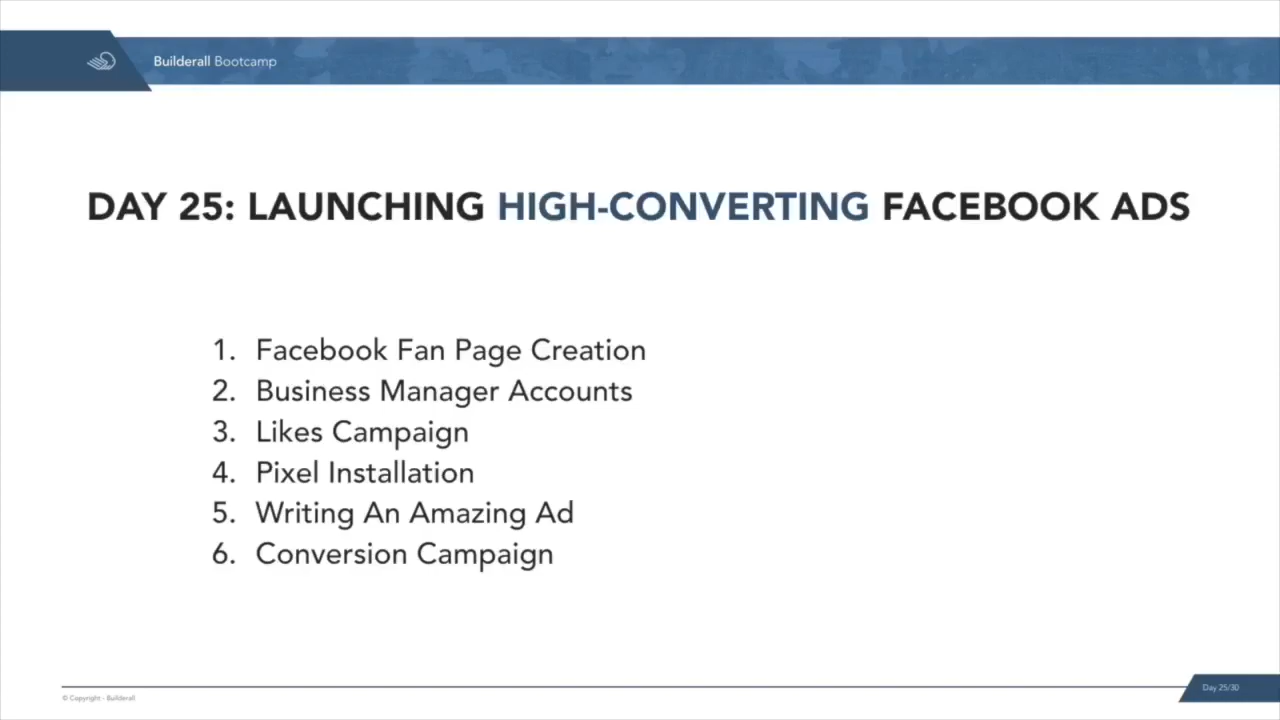 Builderall Bootcamp
DAY 25: LAUNCHING HIGH-CONVERTING FACEBOOK ADS
1. Facebook Fan Page Creation
2. Business Manager Accounts
3. Likes Campaign
4. Pixel Installation
5. Writing An Amazing Ad
6. Conversion Campaign
© Copyright - Builderall
Day 25/30